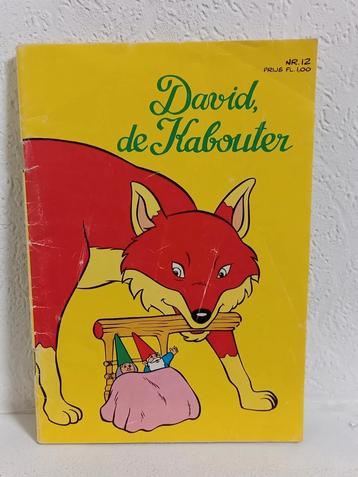 NR. 12
PRIJS FL. 1,00
David,
de Kabouter